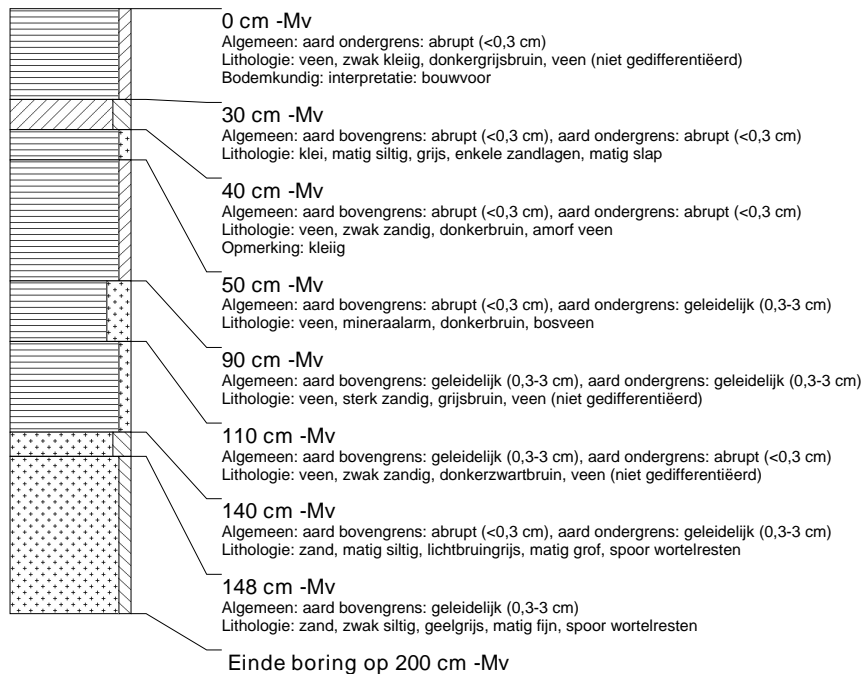 0 cm -Mv
Algemeen: aard ondergrens: abrupt (<0,3 cm)
Lithologie: veen, zwak kleiig, donkergrijsbruin, veen (niet gedifferentiëerd)
Bodemkundig: interpretatie: bouwvoor
30 cm -Mv
Algemeen: aard bovengrens: abrupt (<0,3 cm), aard ondergrens: abrupt (<0,3 cm)
Lithologie: klei, matig siltig, grijs, enkele zandlagen, matig slap
40 cm -Mv
Algemeen: aard bovengrens: abrupt (<0,3 cm), aard ondergrens: abrupt (<0,3 cm)
Lithologie: veen, zwak zandig, donkerbruin, amorf veen
Opmerking: kleiig
50 cm -Mv
Algemeen: aard bovengrens: abrupt (<0,3 cm), aard ondergrens: geleidelijk (0,3-3 cm)
Lithologie: veen, mineraalarm, donkerbruin, bosveen
90 cm -Mv
Algemeen: aard bovengrens: geleidelijk (0,3-3 cm), aard ondergrens: geleidelijk (0,3-3 cm)
Lithologie: veen, sterk zandig, grijsbruin, veen (niet gedifferentiëerd)
110 cm -Mv
Algemeen: aard bovengrens: geleidelijk (0,3-3 cm), aard ondergrens: abrupt (<0,3 cm)
Lithologie: veen, zwak zandig, donkerzwartbruin, veen (niet gedifferentiëerd)
140 cm -Mv
Algemeen: aard bovengrens: abrupt (<0,3 cm), aard ondergrens: geleidelijk (0,3-3 cm)
Lithologie: zand, matig siltig, lichtbruingrijs, matig grof, spoor wortelresten
148 cm -Mv
Algemeen: aard bovengrens: geleidelijk (0,3-3 cm)
Lithologie: zand, zwak siltig, geelgrijs, matig fijn, spoor wortelresten
Einde boring op 200 cm -Mv